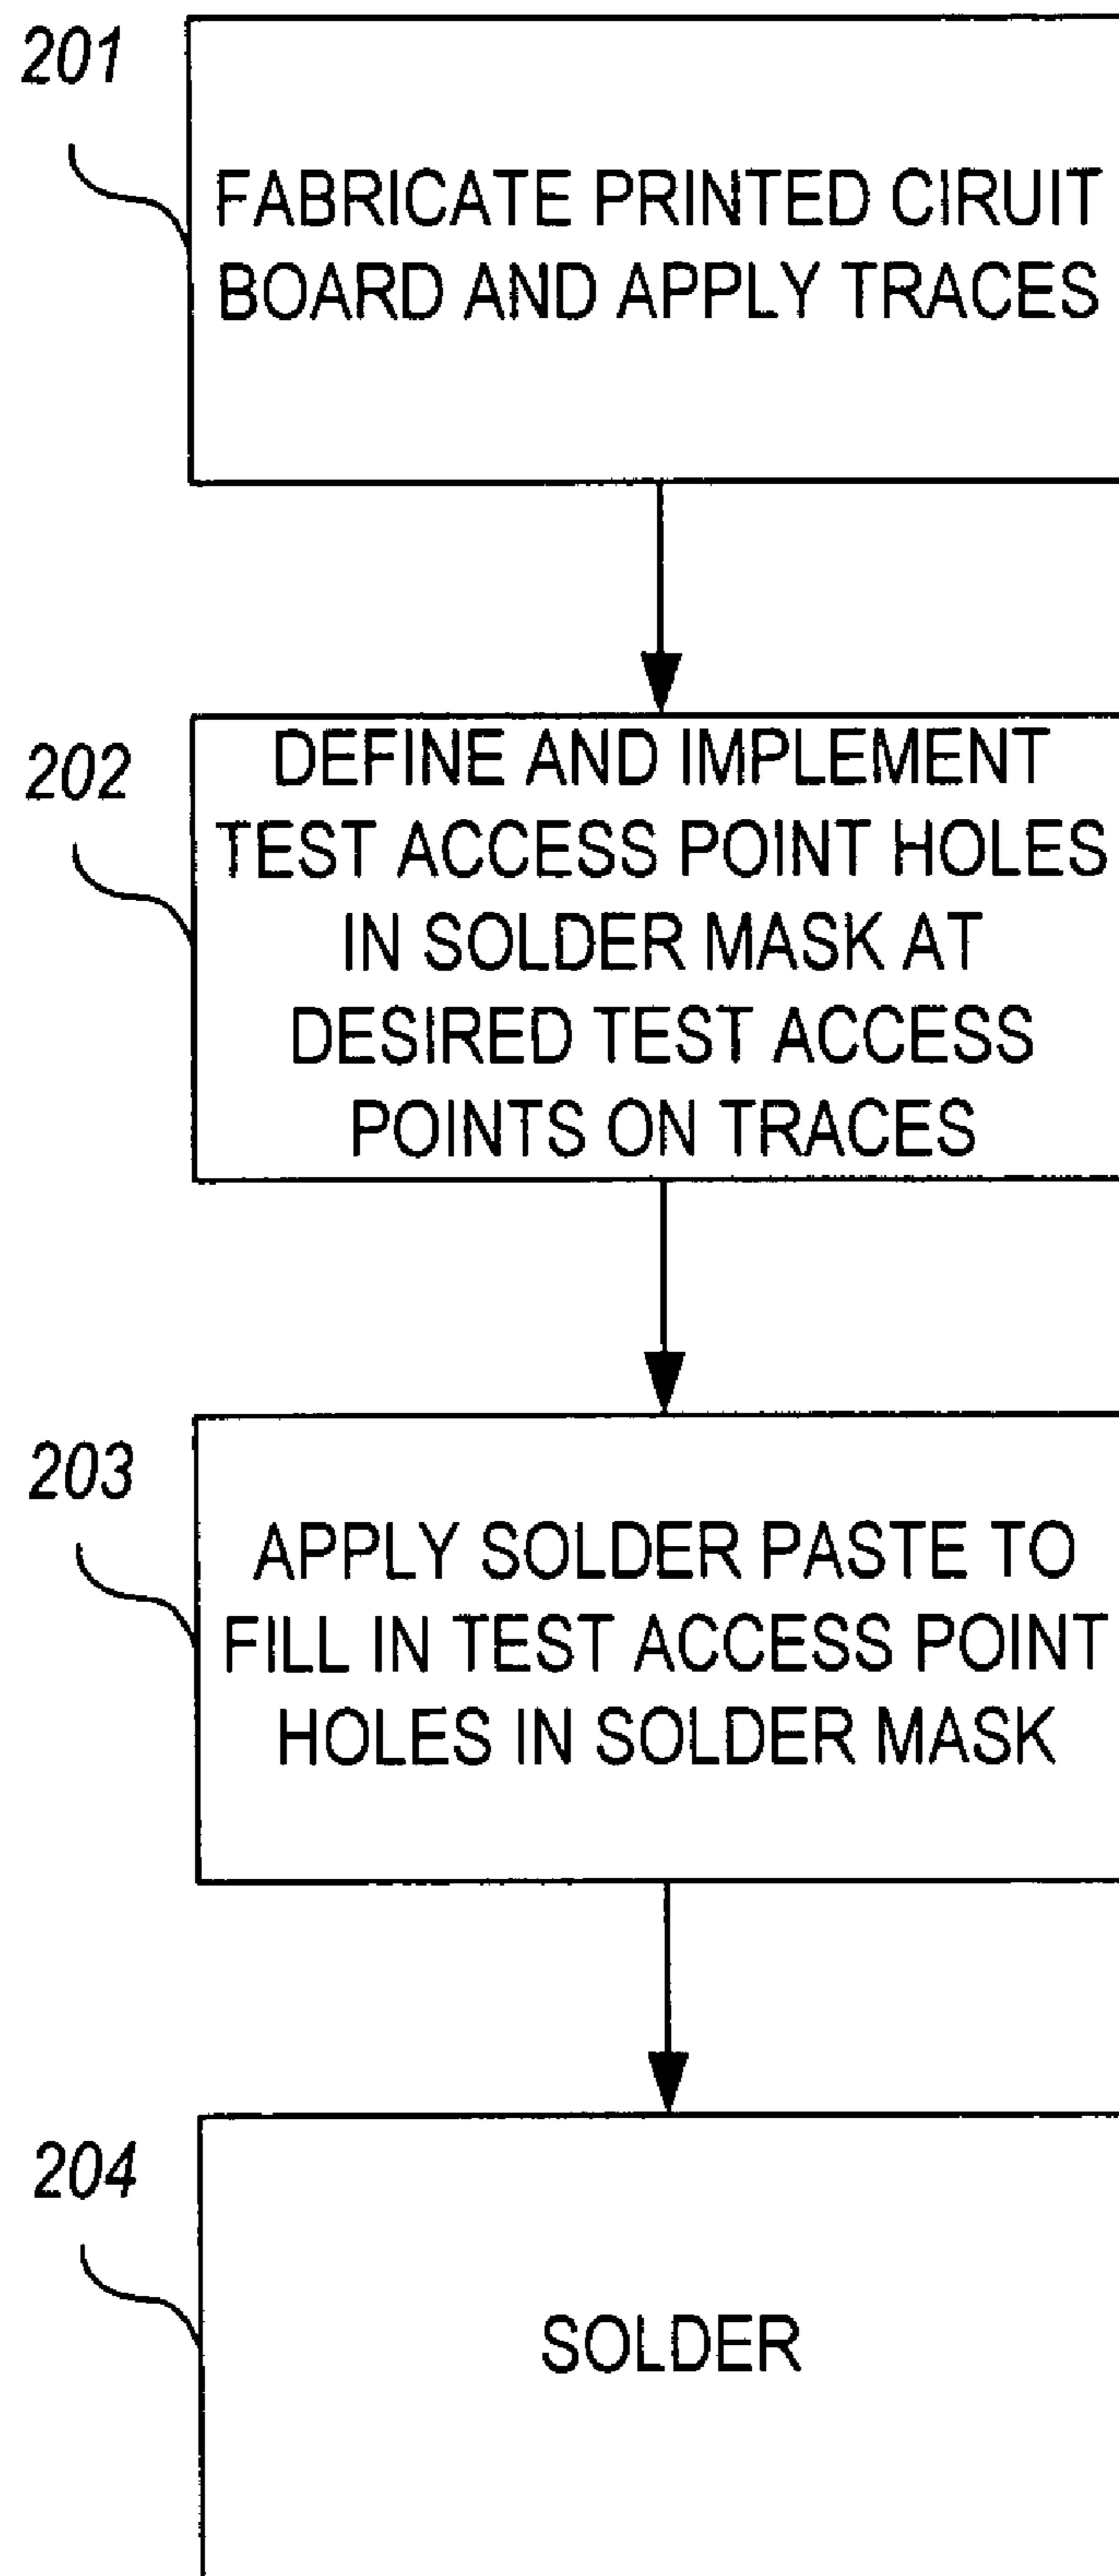 201
FABRICATE PRINTED CIRUIT
BOARD AND APPLY TRACES
202
DEFINE AND IMPLEMENT
TEST ACCESS POINT HOLES
IN SOLDER MASK AT
DESIRED TEST ACCESS
POINTS ON TRACES
203
APPLY SOLDER PASTE TO
FILL IN TEST ACCESS POINT
HOLES IN SOLDER MASK
204
SOLDER